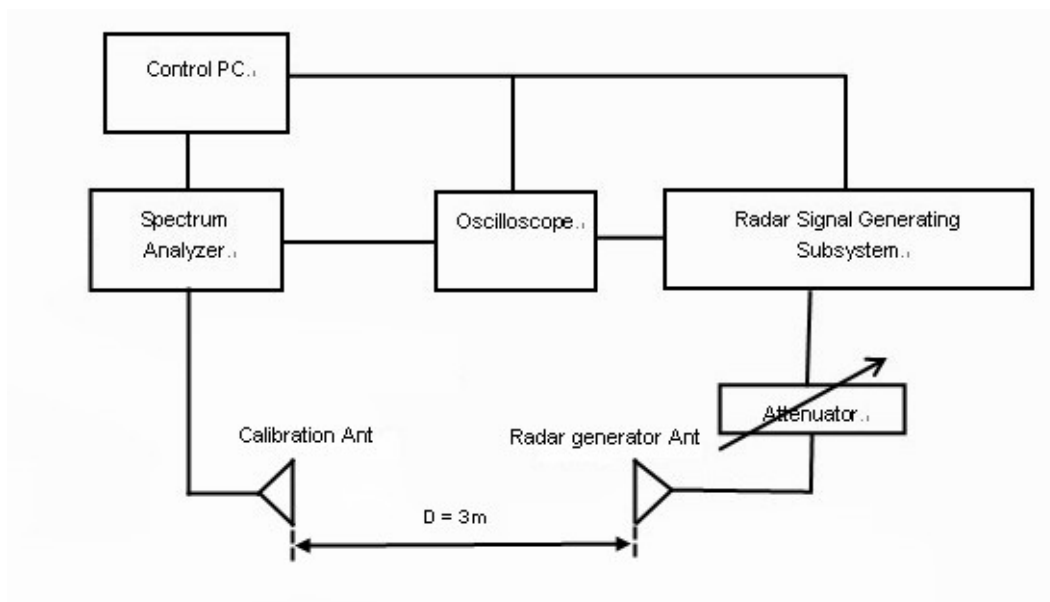 Control PC
Spectrum
Analyzer
Oscilloscope
Radar Signal Generating
Subsystem
Attenuator
Calibration Ant
Radar generator Ant
D = 3m